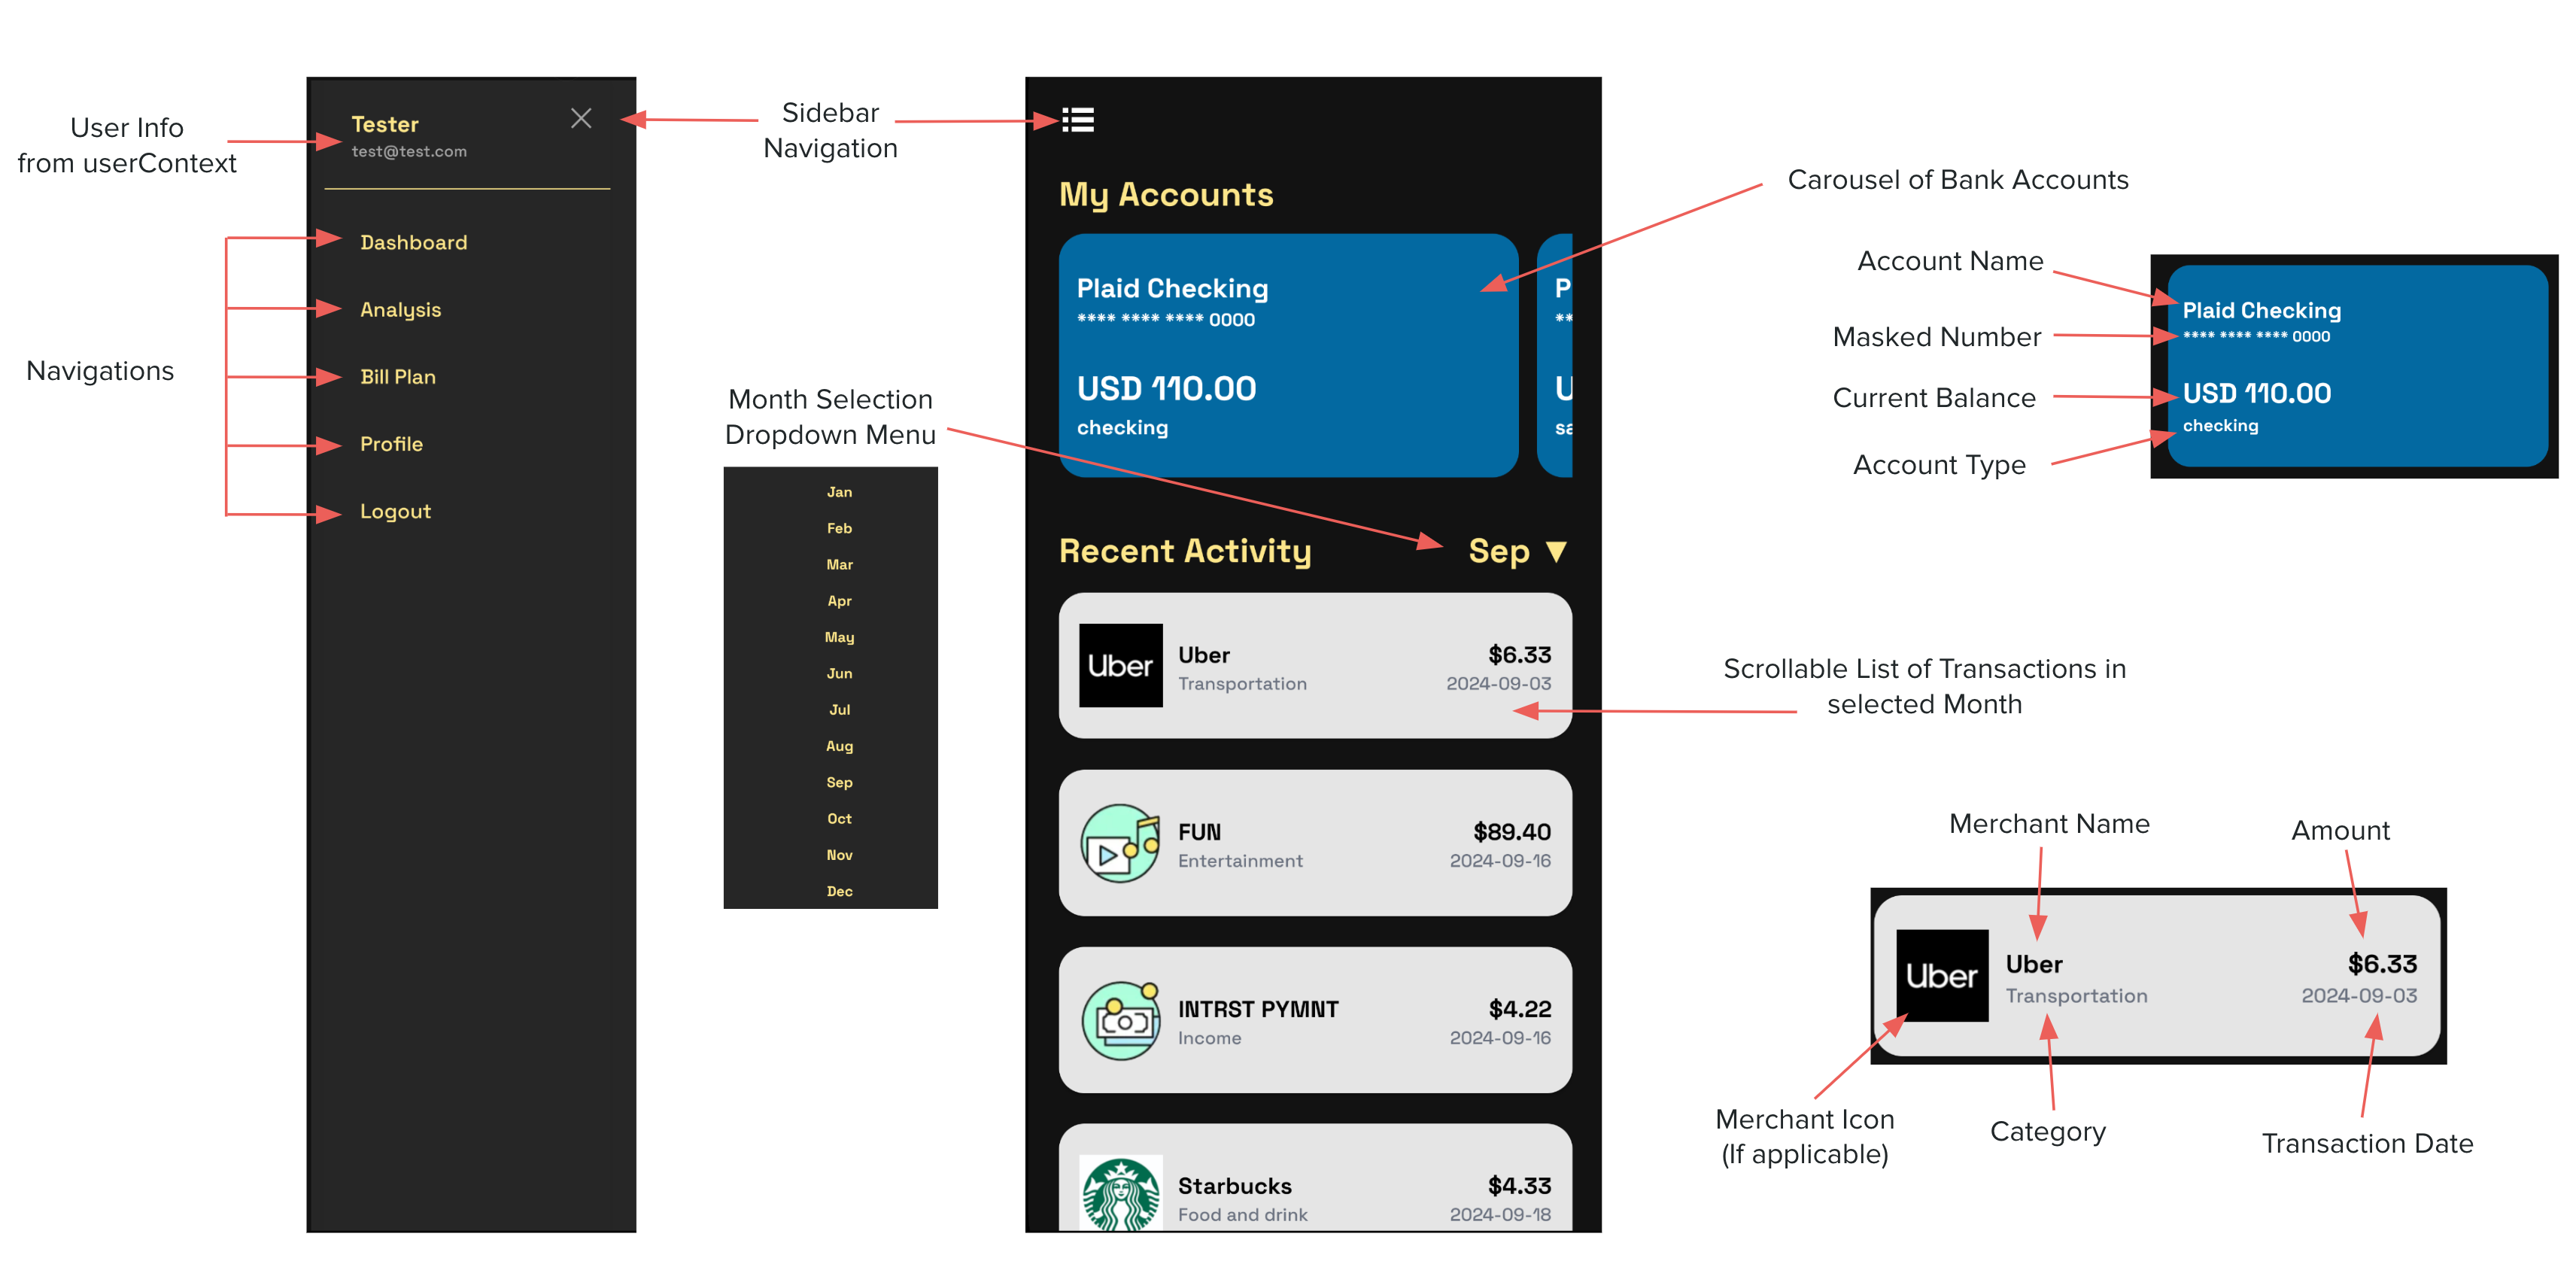 User Info
from userContext
Navigations
Tester
test@test.com
Dashboard
Analysis
Bill Plan
Profile
Logout
Sidebar
Navigation
Month Selection
Dropdown Menu
Jan
Feb
Mar
Apr
May
Jun
Jul
Aug
Sep
Oct
Nov
Dec
My Accounts
Plaid Checking
**** **** **** 0000
USD 110.00
checking
P
**
U
sa
Recent Activity
Sep ▼
Uber
Uber
$6.33
Transportation
2024-09-03
FUN
$89.40
Entertainment
2024-09-16
INTRST PYMNT
$4.22
Income
2024-09-16
Starbucks
$4.33
Food and drink
2024-09-18
Carousel of Bank Accounts
Account Name
Masked Number
Current Balance
Account Type
Plaid Checking
**** **** **** 0000
USD 110.00
checking
Scrollable List of Transactions in
selected Month
Merchant Name
Amount
Uber
Uber
$6.33
Transportation
2024-09-03
Merchant Icon
(If applicable)
Category
Transaction Date